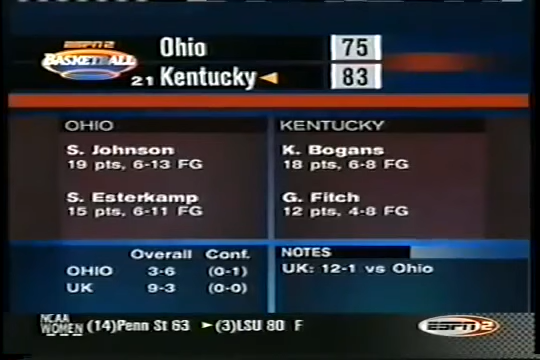 ESPN2 Ohio 75
BASKETBALL 21 Kentucky 83
OHIO
S. Johnson
19 pts, 6-13 FG
S. Esterkamp
15 pts, 6-11 FG
KENTUCKY
K. Bogans
18 pts, 6-8 FG
G. Fitch
12 pts, 4-8 FG
Overall Conf.
OHIO 3-6 (0-1)
UK 9-3 (0-0)
NOTES
UK: 12-1 vs Ohio
NCAA
WOMEN (14)Penn St 63 (3)LSU 80 F
ESPN2